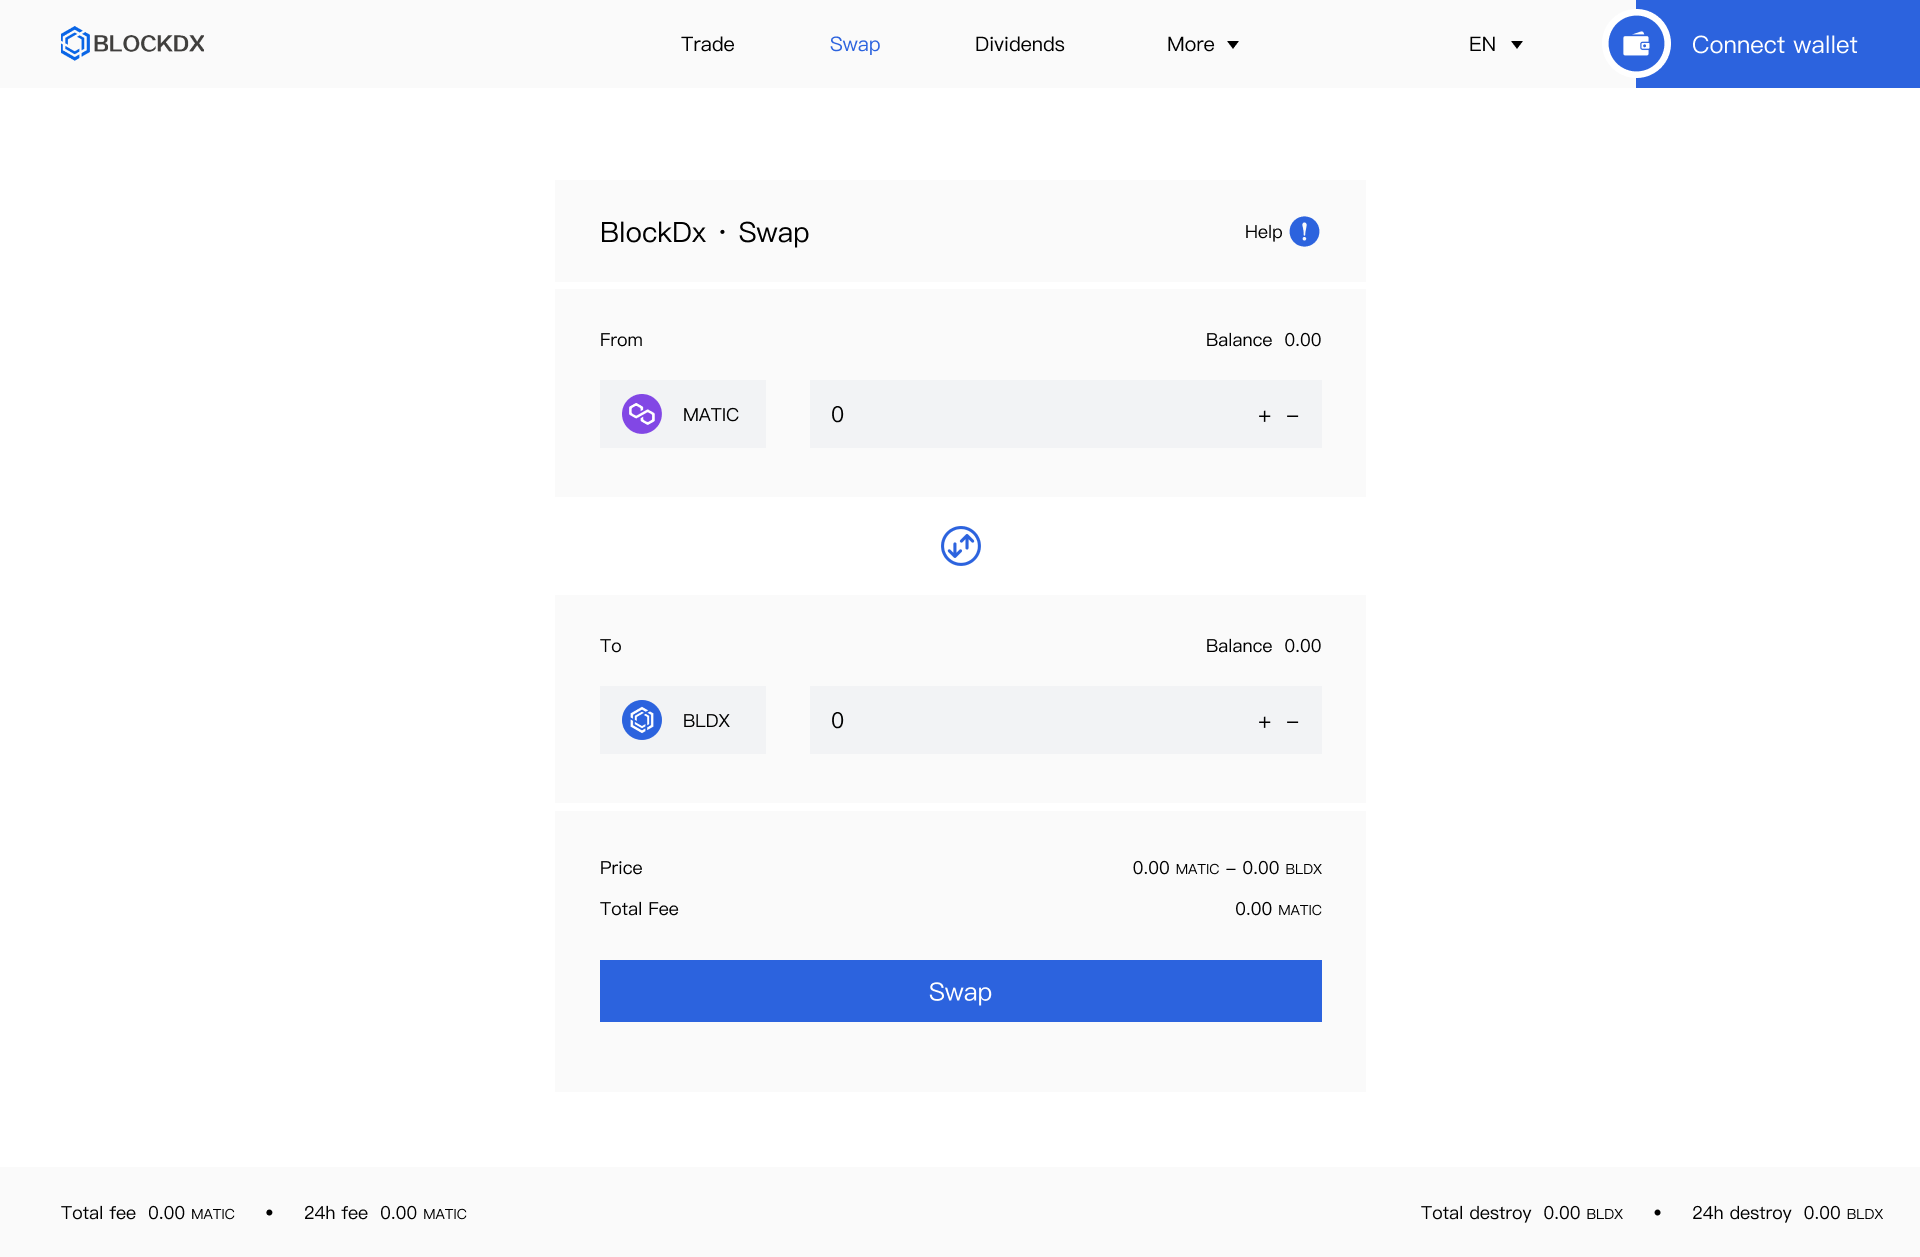 BLOCKDX Trade Swap Dividends More EN Connect wallet
BlockDx · Swap Help !
From Balance 0.00
MATIC 0 + −
To Balance 0.00
BLDX 0 + −
Price 0.00 MATIC – 0.00 BLDX
Total Fee 0.00 MATIC
Swap
Total fee 0.00 MATIC • 24h fee 0.00 MATIC Total destroy 0.00 BLDX • 24h destroy 0.00 BLDX